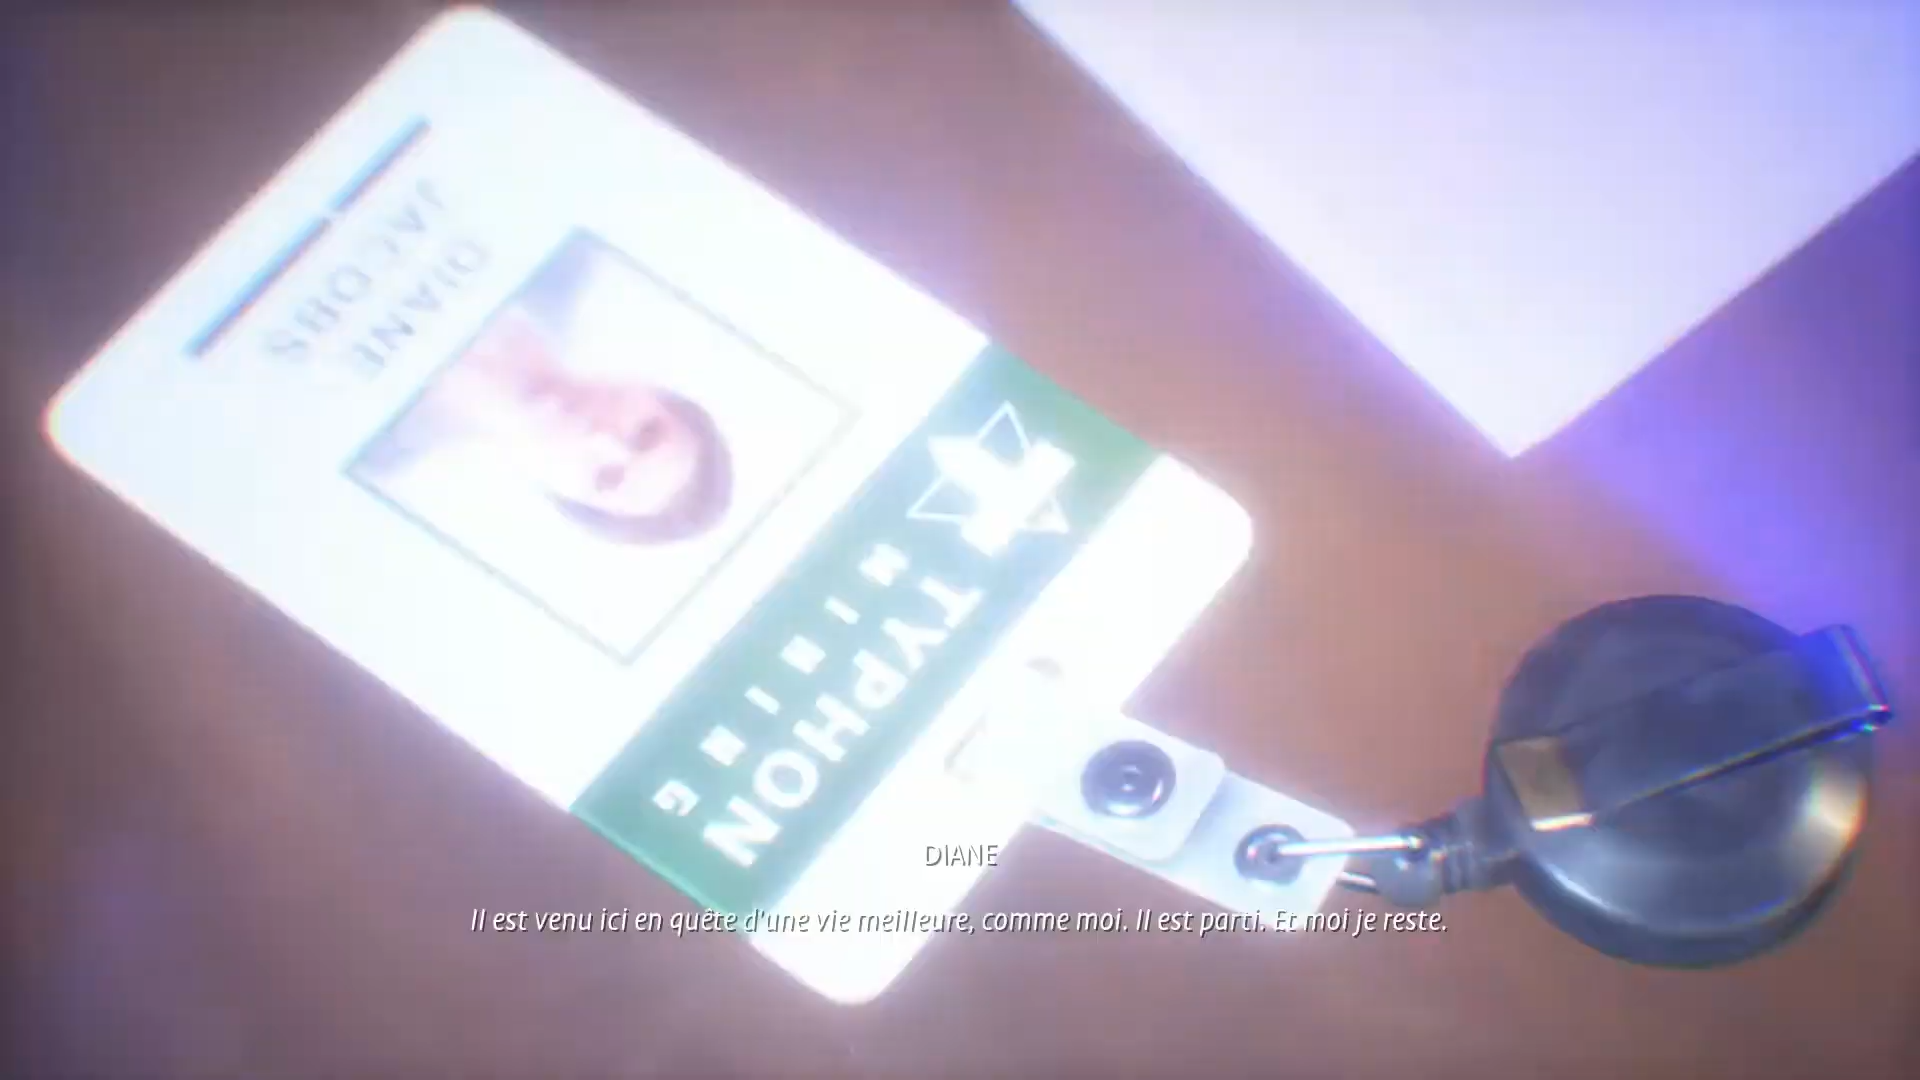 TYPHON
MINING
DIANE
JACOBS
DIANE
Il est venu ici en quête d'une vie meilleure, comme moi. Il est parti. Et moi je reste.